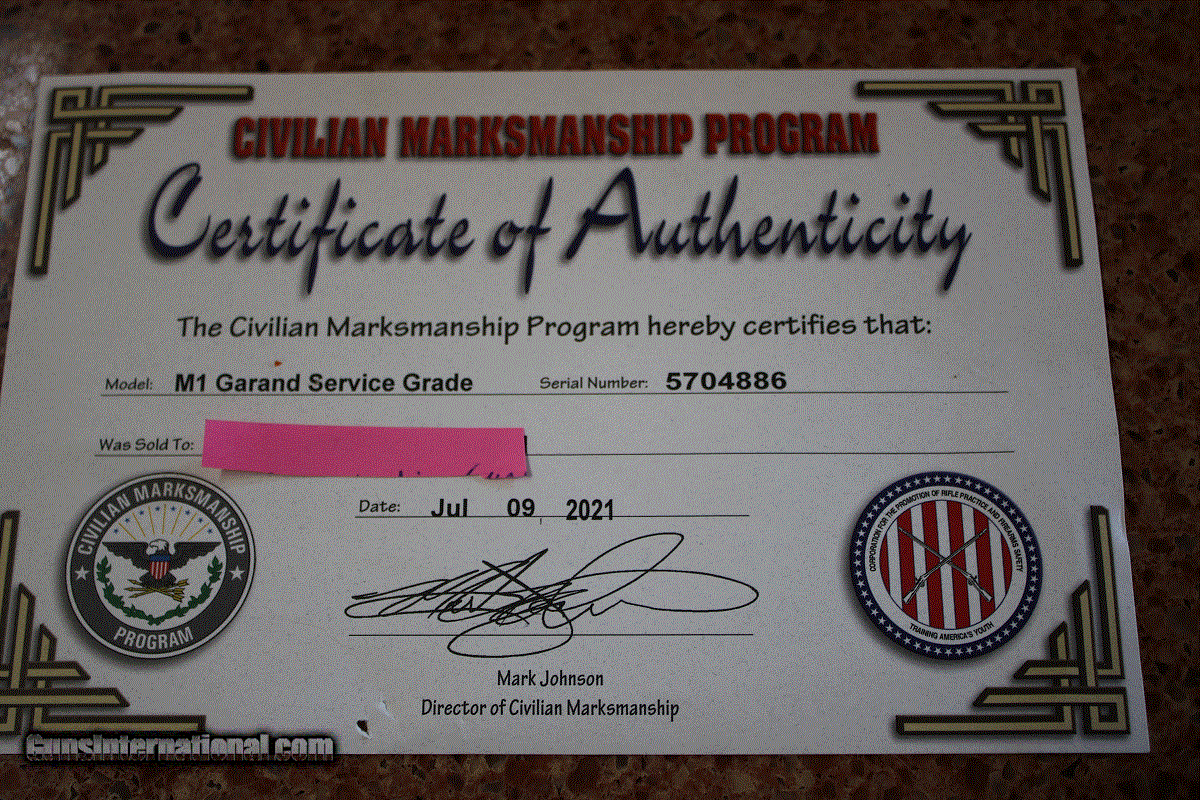 CIVILIAN MARKSMANSHIP PROGRAM
Certificate of Authenticity
The Civilian Marksmanship Program hereby certifies that:
Model: M1 Garand Service Grade Serial Number: 5704886
Was Sold To:
Date: Jul 09, 2021
CIVILIAN MARKSMANSHIP
PROGRAM
CORPORATION FOR THE PROMOTION OF RIFLE PRACTICE AND FIREARMS SAFETY
TRAINING AMERICA'S YOUTH
Mark Johnson
Director of Civilian Marksmanship
GunsInternational.com